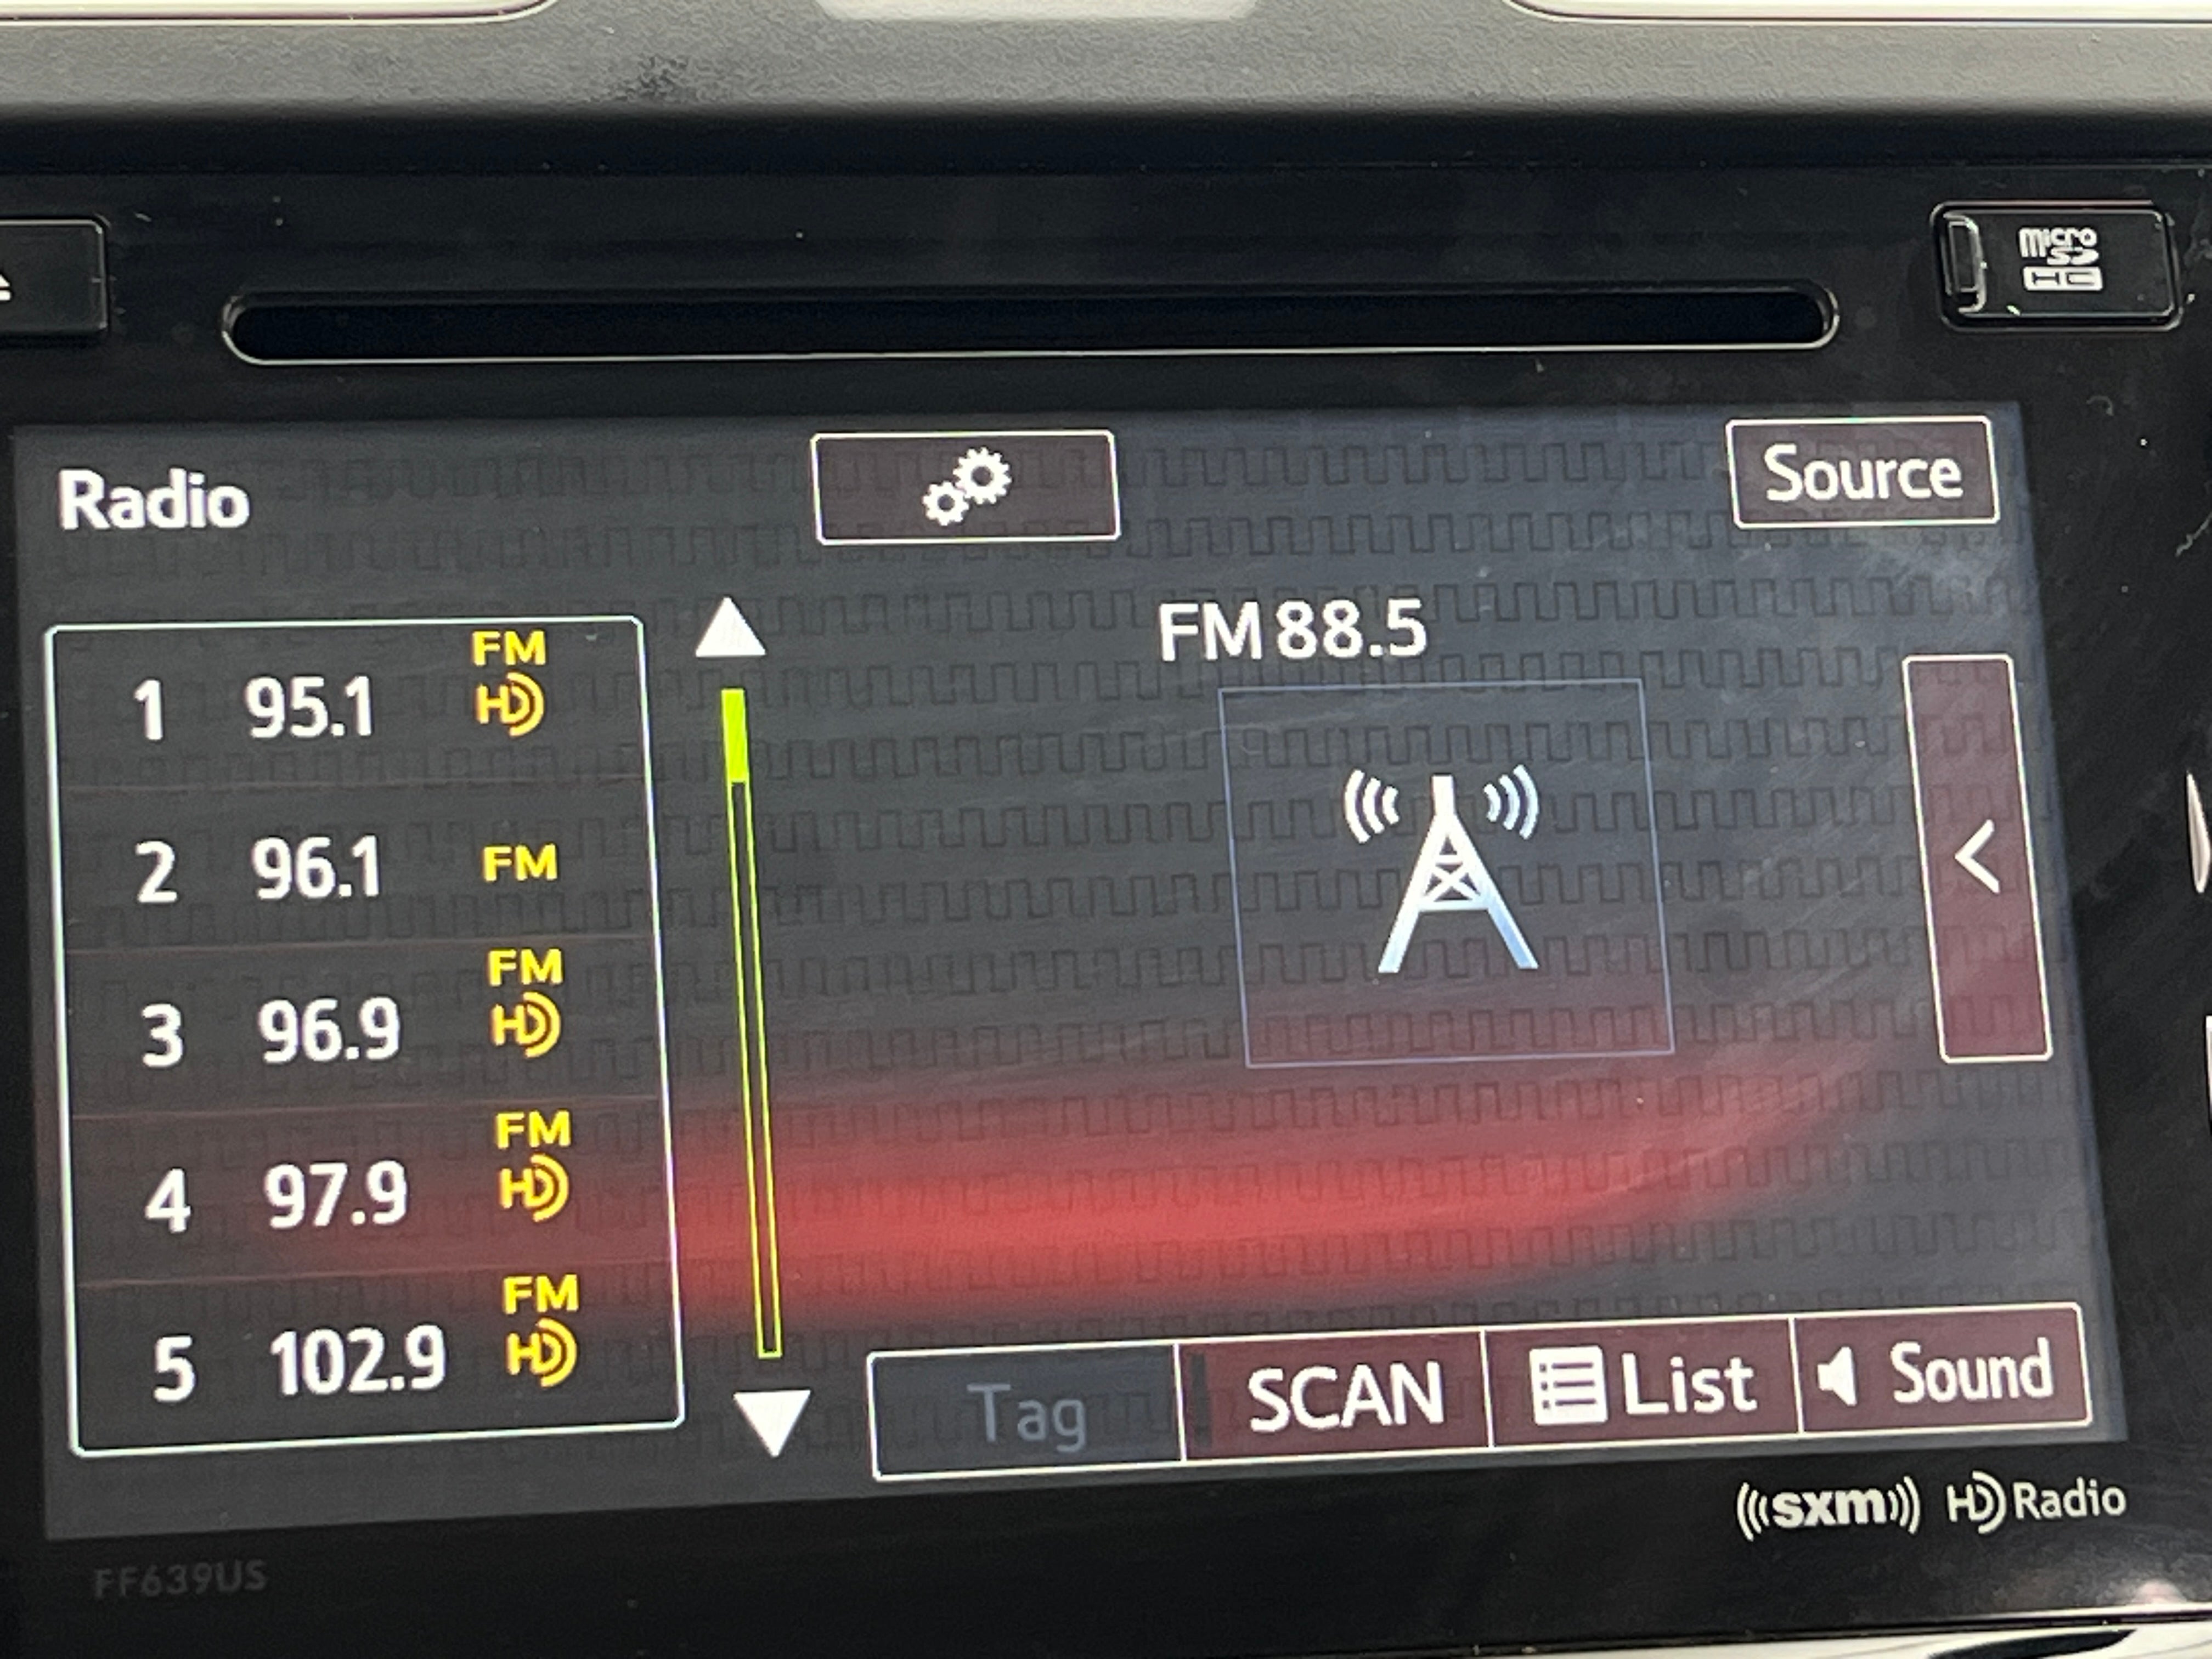 micro
SD
HC
Radio
Source
FM 88.5
1 95.1 FM HD
2 96.1 FM
3 96.9 FM HD
4 97.9 FM HD
5 102.9 FM HD
<
Tag SCAN List Sound
((sxm)) HD Radio
FF639US